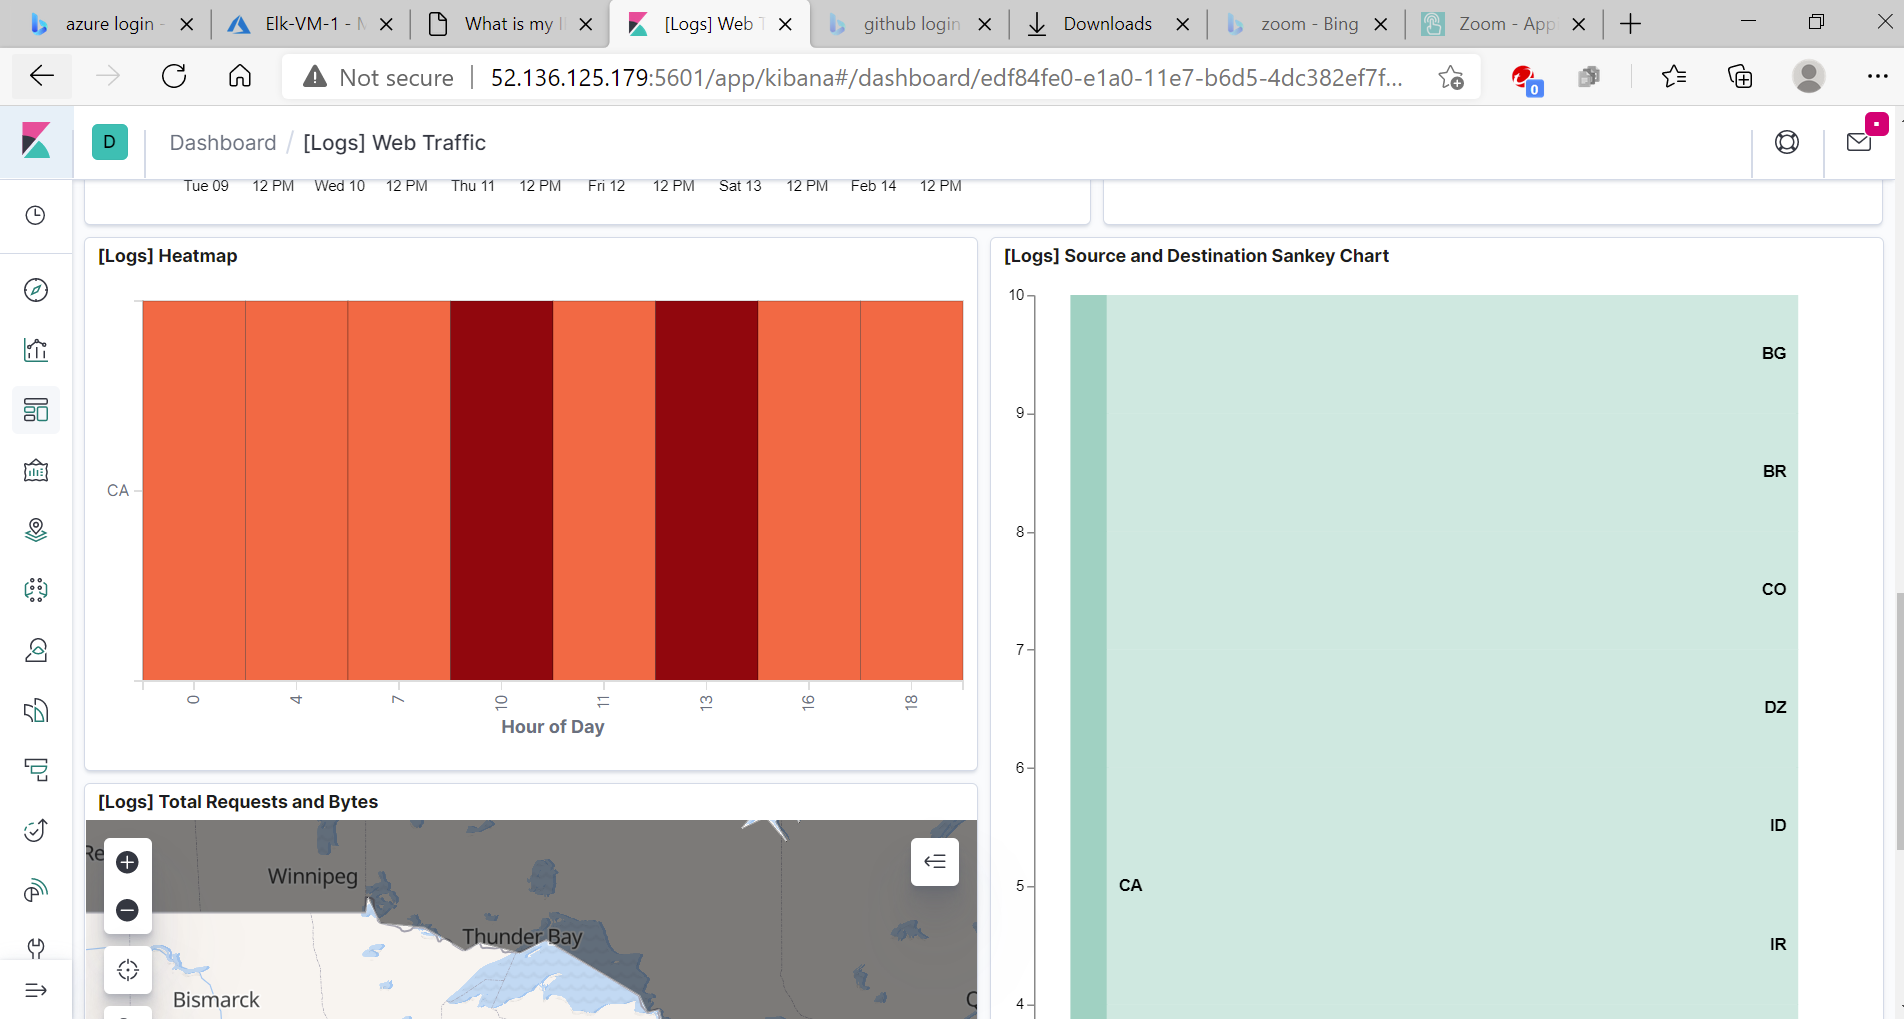 azure login -
Elk-VM-1 - M
What is my I
[Logs] Web T
github login
Downloads
zoom - Bing
Zoom - App
Not secure
52.136.125.179:5601/app/kibana#/dashboard/edf84fe0-e1a0-11e7-b6d5-4dc382ef7f...
0
D
Dashboard / [Logs] Web Traffic
Tue 09 12 PM Wed 10 12 PM Thu 11 12 PM Fri 12 12 PM Sat 13 12 PM Feb 14 12 PM
[Logs] Heatmap
CA
0 4 7 10 11 13 16 18
Hour of Day
[Logs] Source and Destination Sankey Chart
10
9
8
7
6
5
4
CA
BG
BR
CO
DZ
ID
IR
[Logs] Total Requests and Bytes
Re
Winnipeg
Thunder Bay
Bismarck